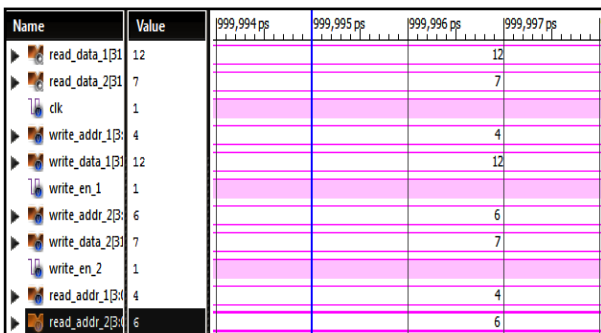 Name Value 999,994 ps 999,995 ps 999,996 ps 999,997 ps
read_data_1[31 12 12
read_data_2[31 7 7
clk 1
write_addr_1[3: 4 4
write_data_1[31 12 12
write_en_1 1
write_addr_2[3: 6 6
write_data_2[31 7 7
write_en_2 1
read_addr_1[3:0 4 4
read_addr_2[3:0 6 6